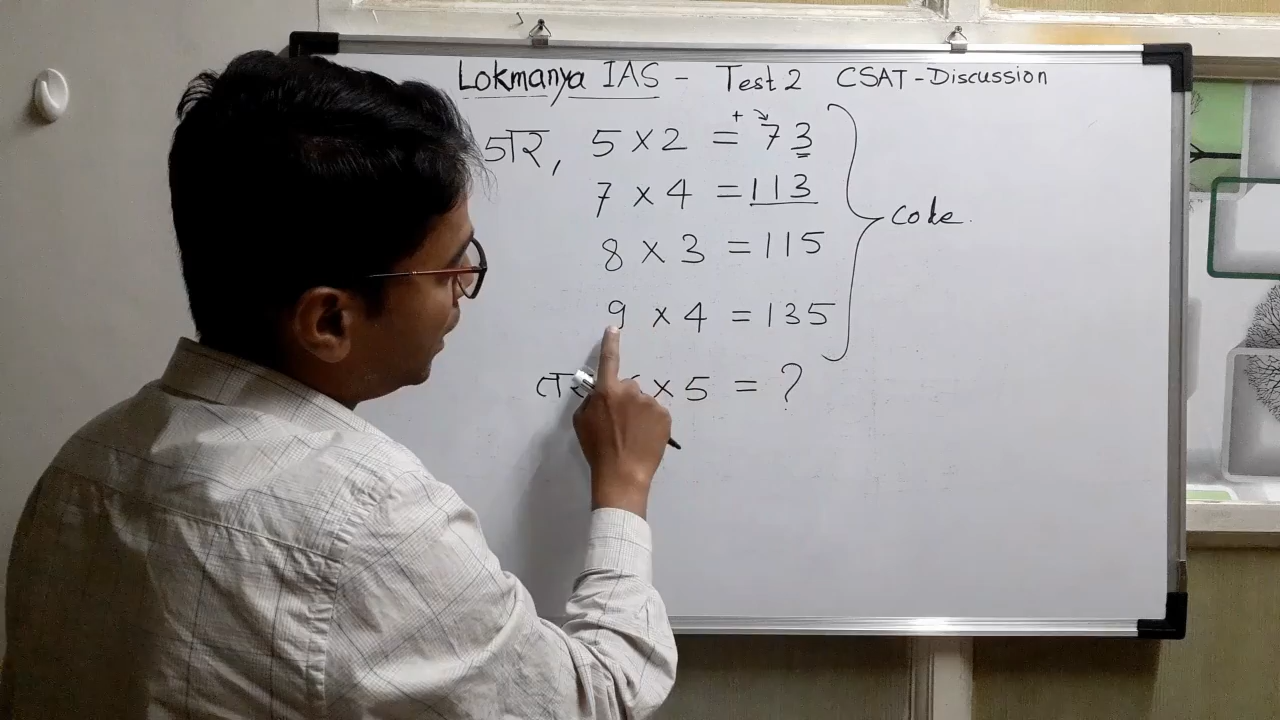 Lokmanya IAS - Test 2 CSAT-Discussion
जर, 5 × 2 = 73
+ ↘
7 × 4 = 113
8 × 3 = 115
9 × 4 = 135
code.
× 5 = ?